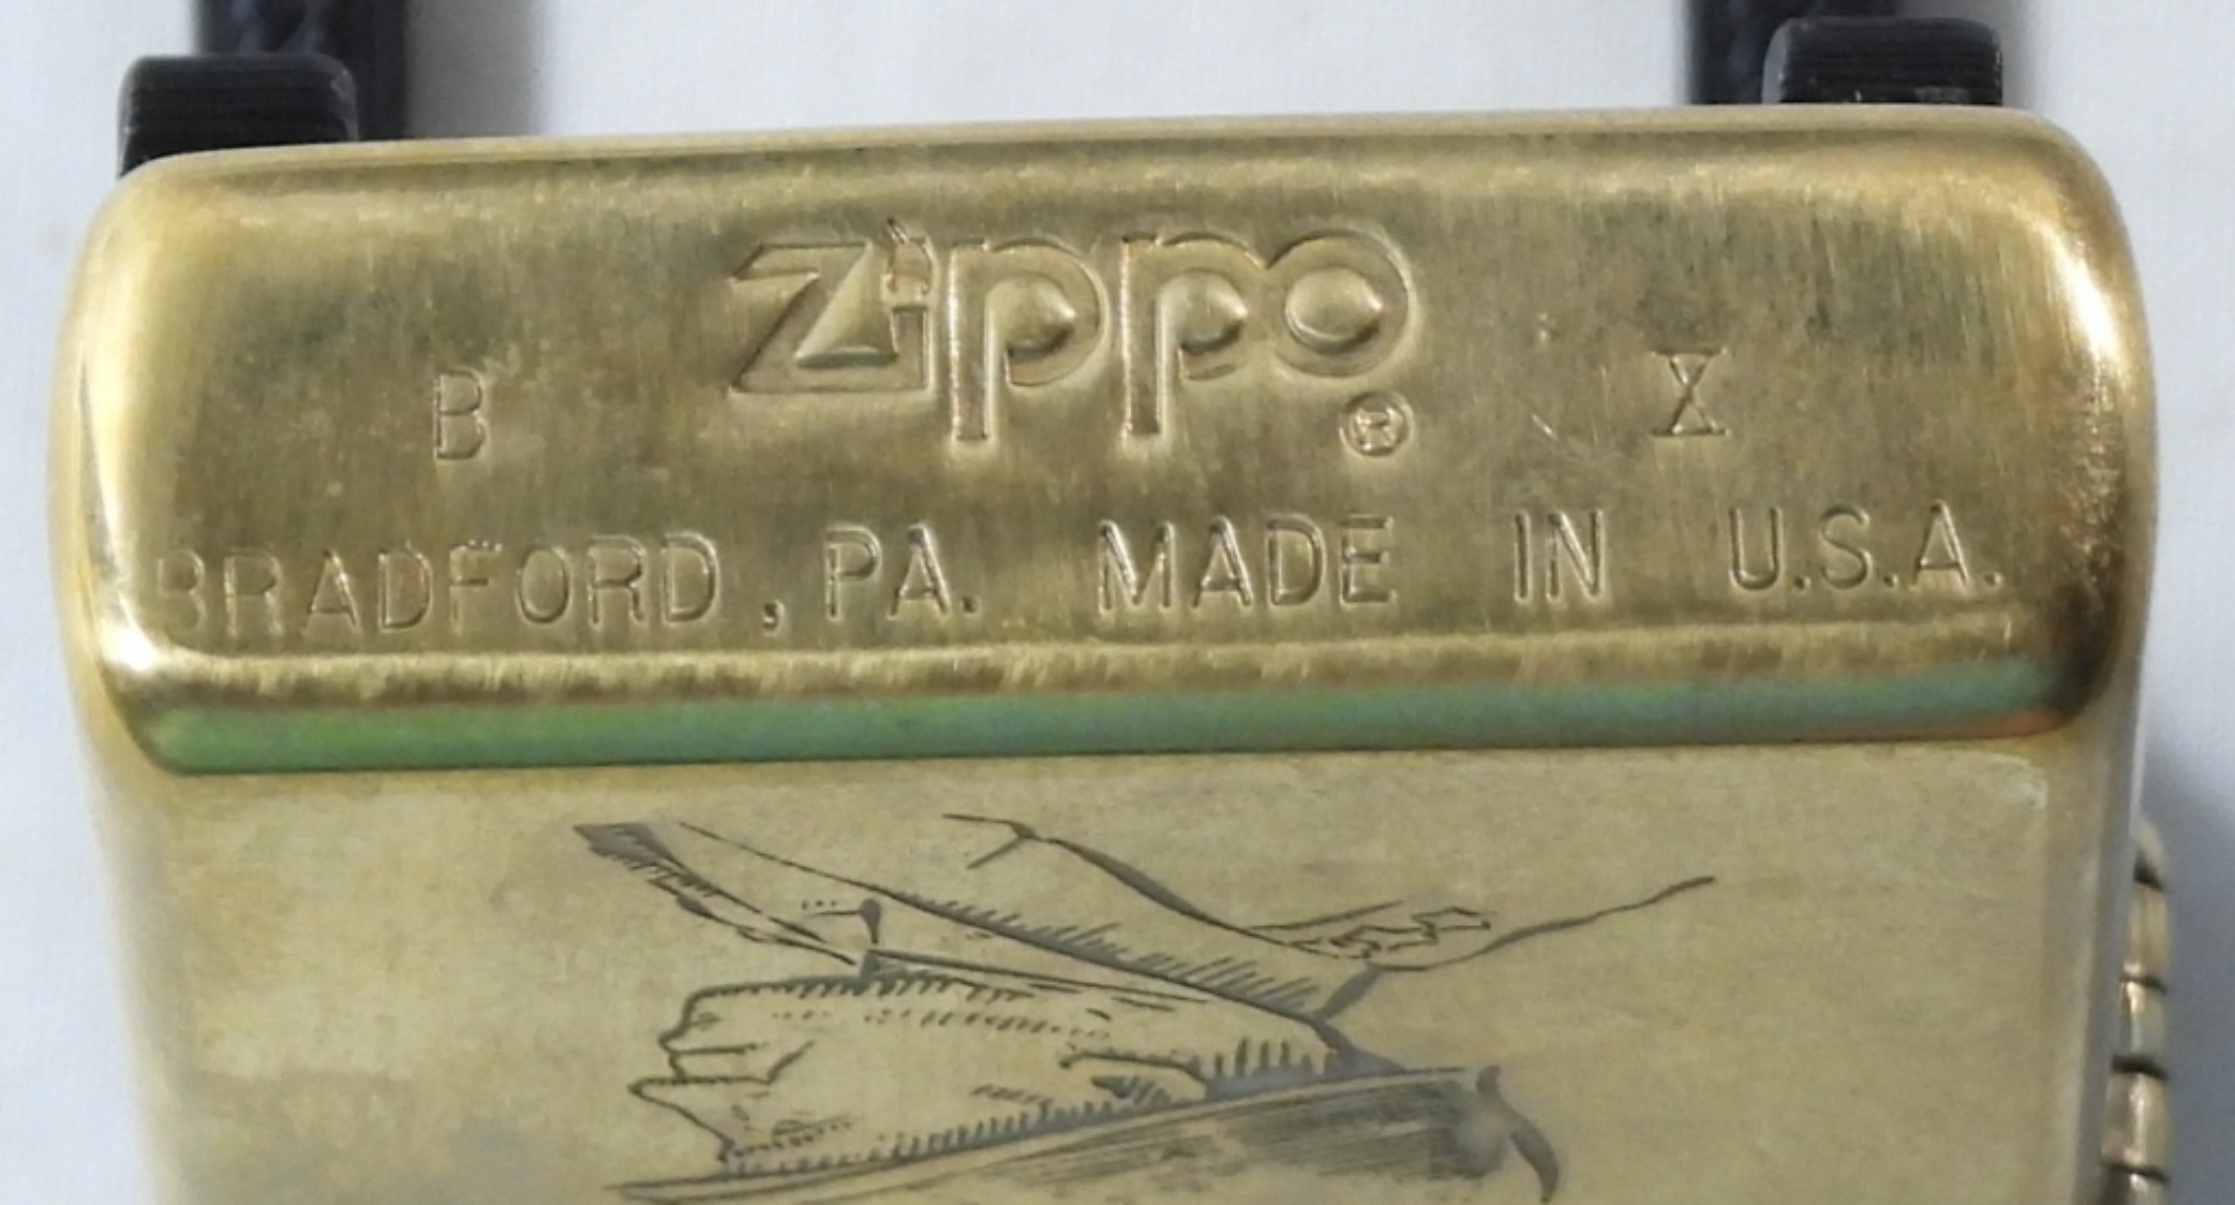 Zippo ®
B X
BRADFORD, PA. MADE IN U.S.A.